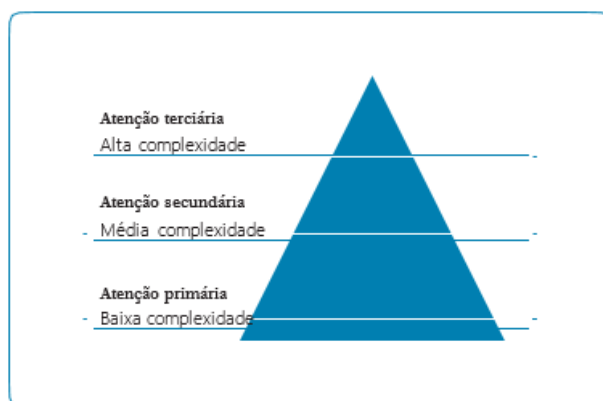 Atenção terciária
Alta complexidade
Atenção secundária
Média complexidade
Atenção primária
Baixa complexidade